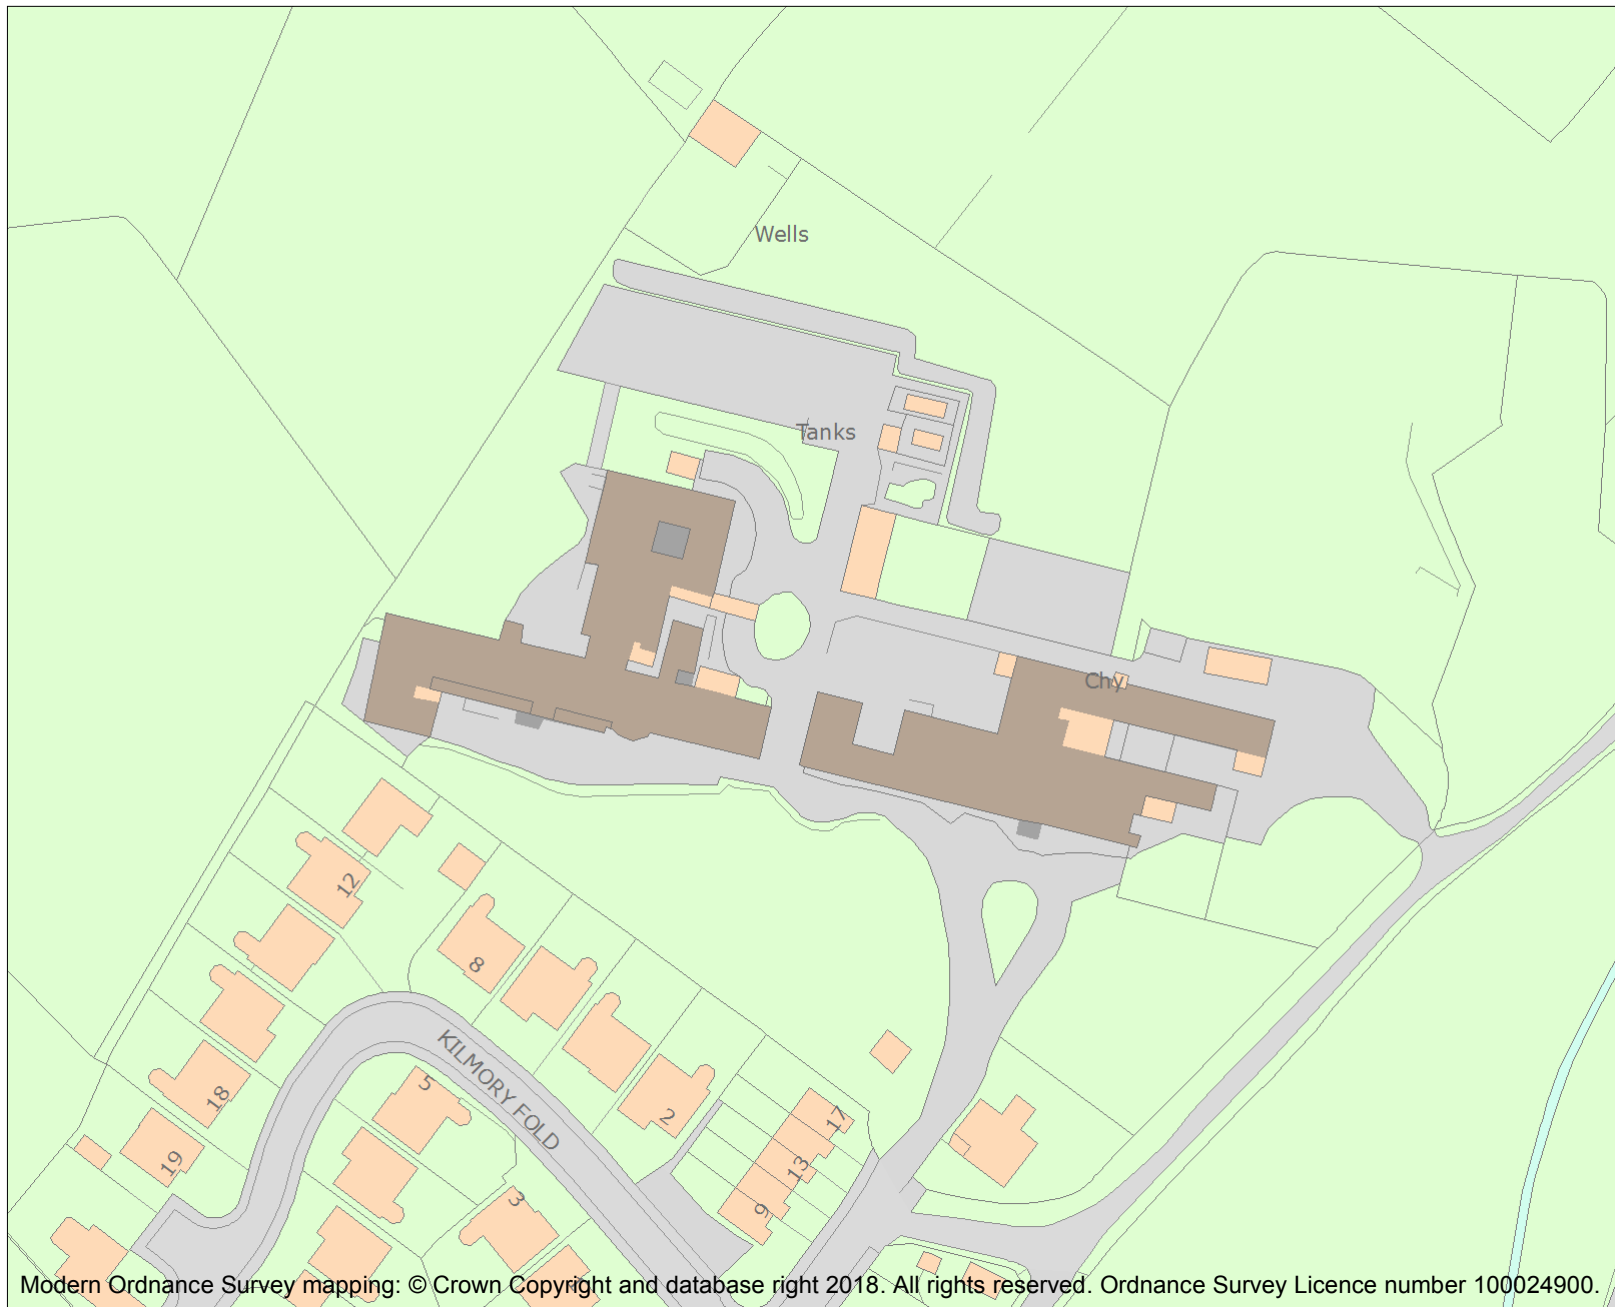 Wells
Tanks
Chy
12
8
KILMORY FOLD
5
18
2
17
19
13
3
9
Modern Ordnance Survey mapping: © Crown Copyright and database right 2018. All rights reserved. Ordnance Survey Licence number 100024900.